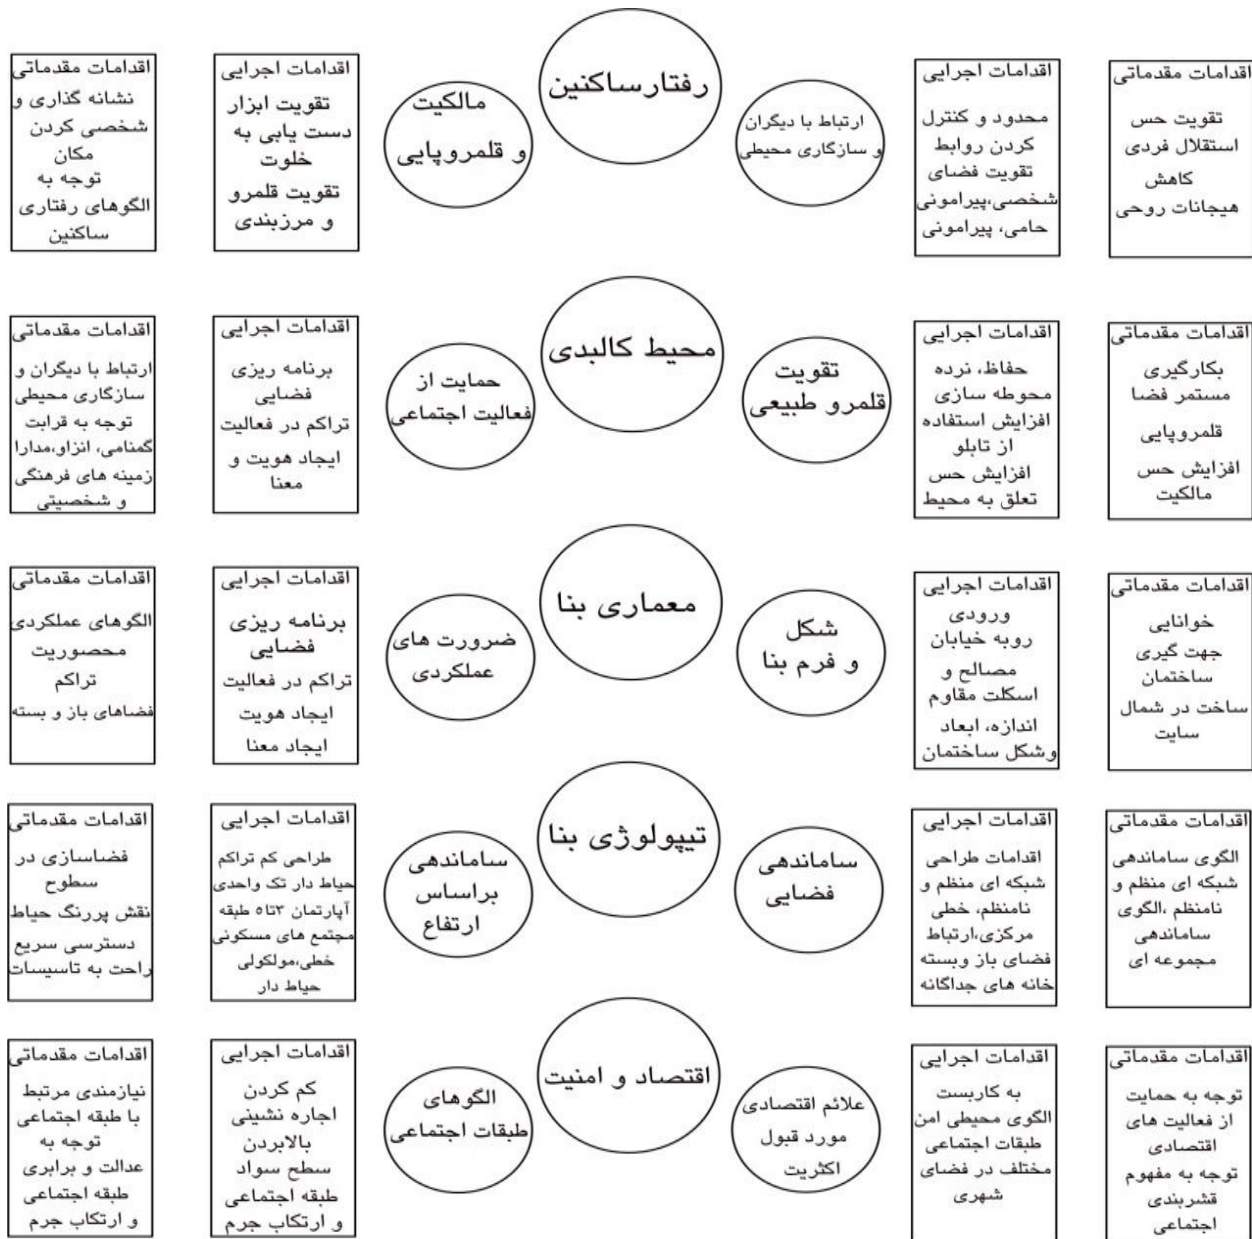 رفتارساکنین
ارتباط با دیگران
و سازگاری محیطی
اقدامات اجرایی
محدود و کنترل
کردن روابط
تقویت فضای
شخصی،پیرامونی
حامی، پیرامونی
اقدامات مقدماتی
تقویت حس
استقلال فردی
کاهش
هیجانات روحی
مالکیت
و قلمروپایی
اقدامات اجرایی
تقویت ابزار
دست یابی به
خلوت
تقویت قلمرو
و مرزبندی
اقدامات مقدماتی
نشانه گذاری و
شخصی کردن
مکان
توجه به
الگوهای رفتاری
ساکنین
محیط کالبدی
تقویت
قلمرو طبیعی
اقدامات اجرایی
حفاظ، نرده
محوطه سازی
افزایش استفاده
از تابلو
افزایش حس
تعلق به محیط
اقدامات مقدماتی
بکارگیری
مستمر فضا
قلمروپایی
افزایش حس
مالکیت
حمایت از
فعالیت اجتماعی
اقدامات اجرایی
برنامه ریزی
فضایی
تراکم در فعالیت
ایجاد هویت و
معنا
اقدامات مقدماتی
ارتباط با دیگران و
سازگاری محیطی
توجه به قرابت
گمنامی، انزاو،مدارا
زمینه های فرهنگی
و شخصیتی
معماری بنا
شکل
و فرم بنا
اقدامات اجرایی
ورودی
روبه خیابان
مصالح و
اسکلت مقاوم
اندازه، ابعاد
وشکل ساختمان
اقدامات مقدماتی
خوانایی
جهت گیری
ساختمان
ساخت در شمال
سایت
ضرورت های
عملکردی
اقدامات اجرایی
برنامه ریزی
فضایی
تراکم در فعالیت
ایجاد هویت
ایجاد معنا
اقدامات مقدماتی
الگوهای عملکردی
محصوریت
تراکم
فضاهای باز و بسته
تیپولوژی بنا
ساماندهی
فضایی
اقدامات اجرایی
اقدامات طراحی
شبکه ای منظم و
نامنظم، خطی
مرکزی،ارتباط
فضای باز وبسته
خانه های جداگانه
اقدامات مقدماتی
الگوی ساماندهی
شبکه ای منظم و
نامنظم ،الگوی
ساماندهی
مجموعه ای
ساماندهی
براساس
ارتفاع
اقدامات اجرایی
طراحی کم تراکم
حیاط دار تک واحدی
آپارتمان ۳تا۵ طبقه
مجتمع های مسکونی
خطی،مولکولی
حیاط دار
اقدامات مقدماتی
فضاسازی در
سطوح
نقش پررنگ حیاط
دسترسی سریع
راحت به تاسیسات
اقتصاد و امنیت
علائم اقتصادی
مورد قبول
اکثریت
اقدامات اجرایی
به کاربست
الگوی محیطی امن
طبقات اجتماعی
مختلف در فضای
شهری
اقدامات مقدماتی
توجه به حمایت
از فعالیت های
اقتصادی
توجه به مفهوم
قشربندی
اجتماعی
الگوهای
طبقات اجتماعی
اقدامات اجرایی
کم کردن
اجاره نشینی
بالابردن
سطح سواد
طبقه اجتماعی
و ارتکاب جرم
اقدامات مقدماتی
نیازمندی مرتبط
با طبقه اجتماعی
توجه به
عدالت و برابری
طبقه اجتماعی
و ارتکاب جرم